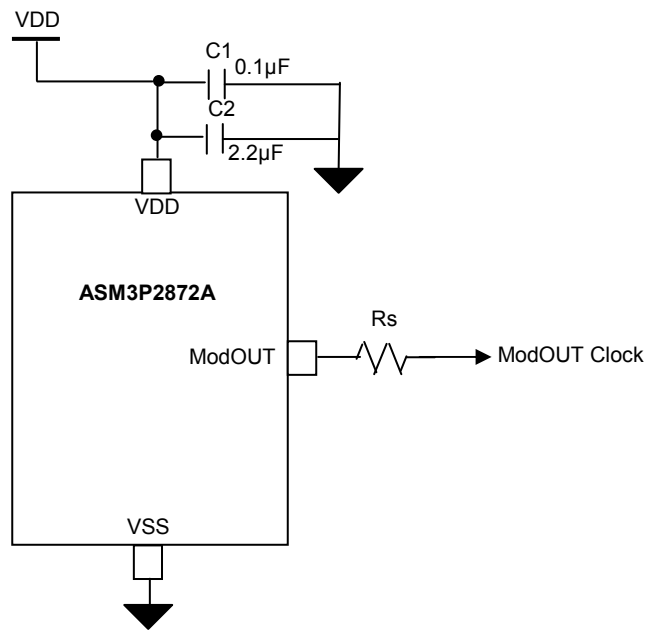 VDD
C1
0.1µF
C2
2.2µF
VDD
ASM3P2872A
Rs
ModOUT
ModOUT Clock
VSS